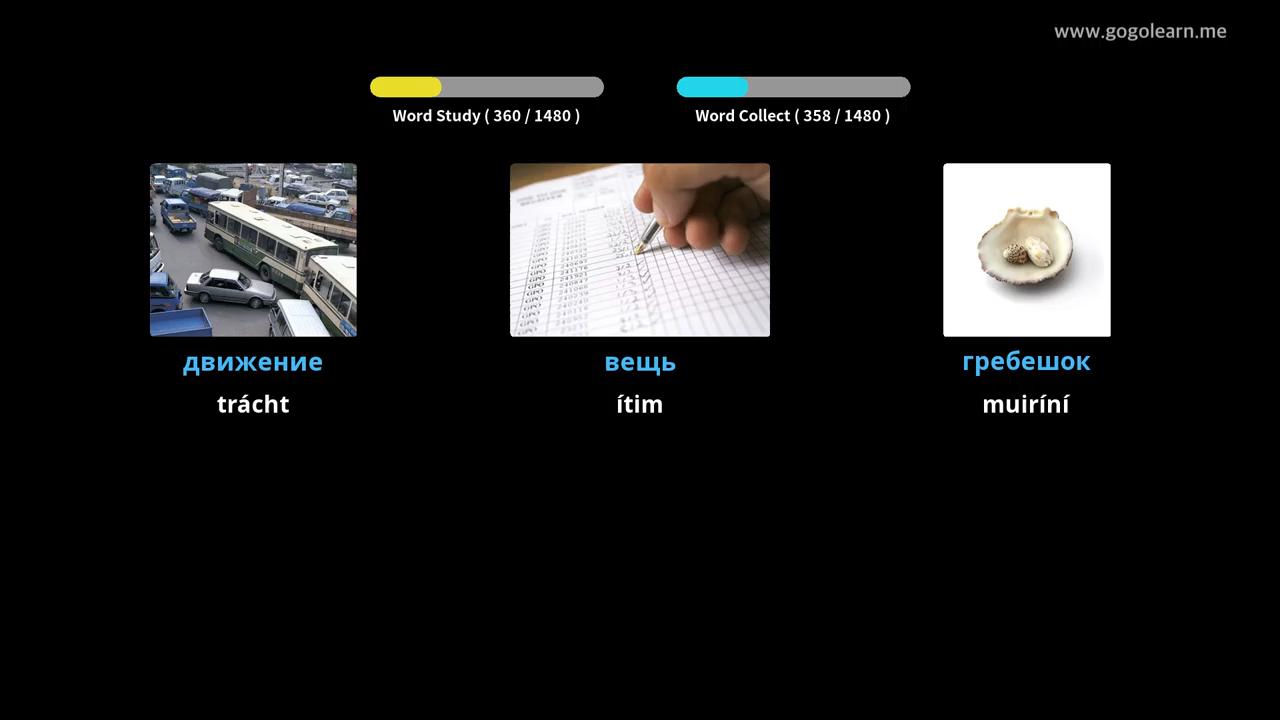 www.gogolearn.me
Word Study ( 360 / 1480 )
Word Collect ( 358 / 1480 )
движение
вещь
гребешок
trácht
ítim
muiríní